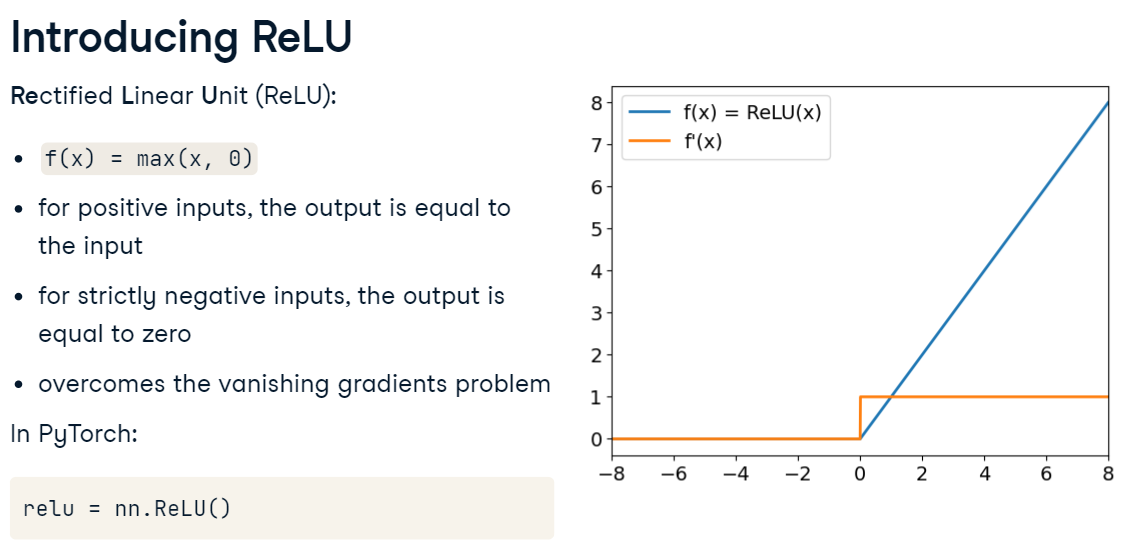 Introducing ReLU
Rectified Linear Unit (ReLU):
• f(x) = max(x, 0)
• for positive inputs, the output is equal to
the input
• for strictly negative inputs, the output is
equal to zero
• overcomes the vanishing gradients problem
In PyTorch:
relu = nn.ReLU()
f(x) = ReLU(x)
f'(x)
8
7
6
5
4
3
2
1
0
−8 −6 −4 −2 0 2 4 6 8